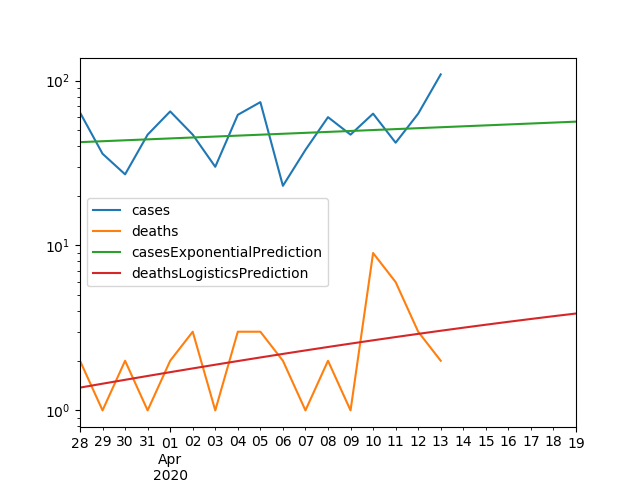 10²
10¹
10⁰
cases
deaths
casesExponentialPrediction
deathsLogisticsPrediction
28 29 30 31 01 02 03 04 05 06 07 08 09 10 11 12 13 14 15 16 17 18 19
Apr
2020